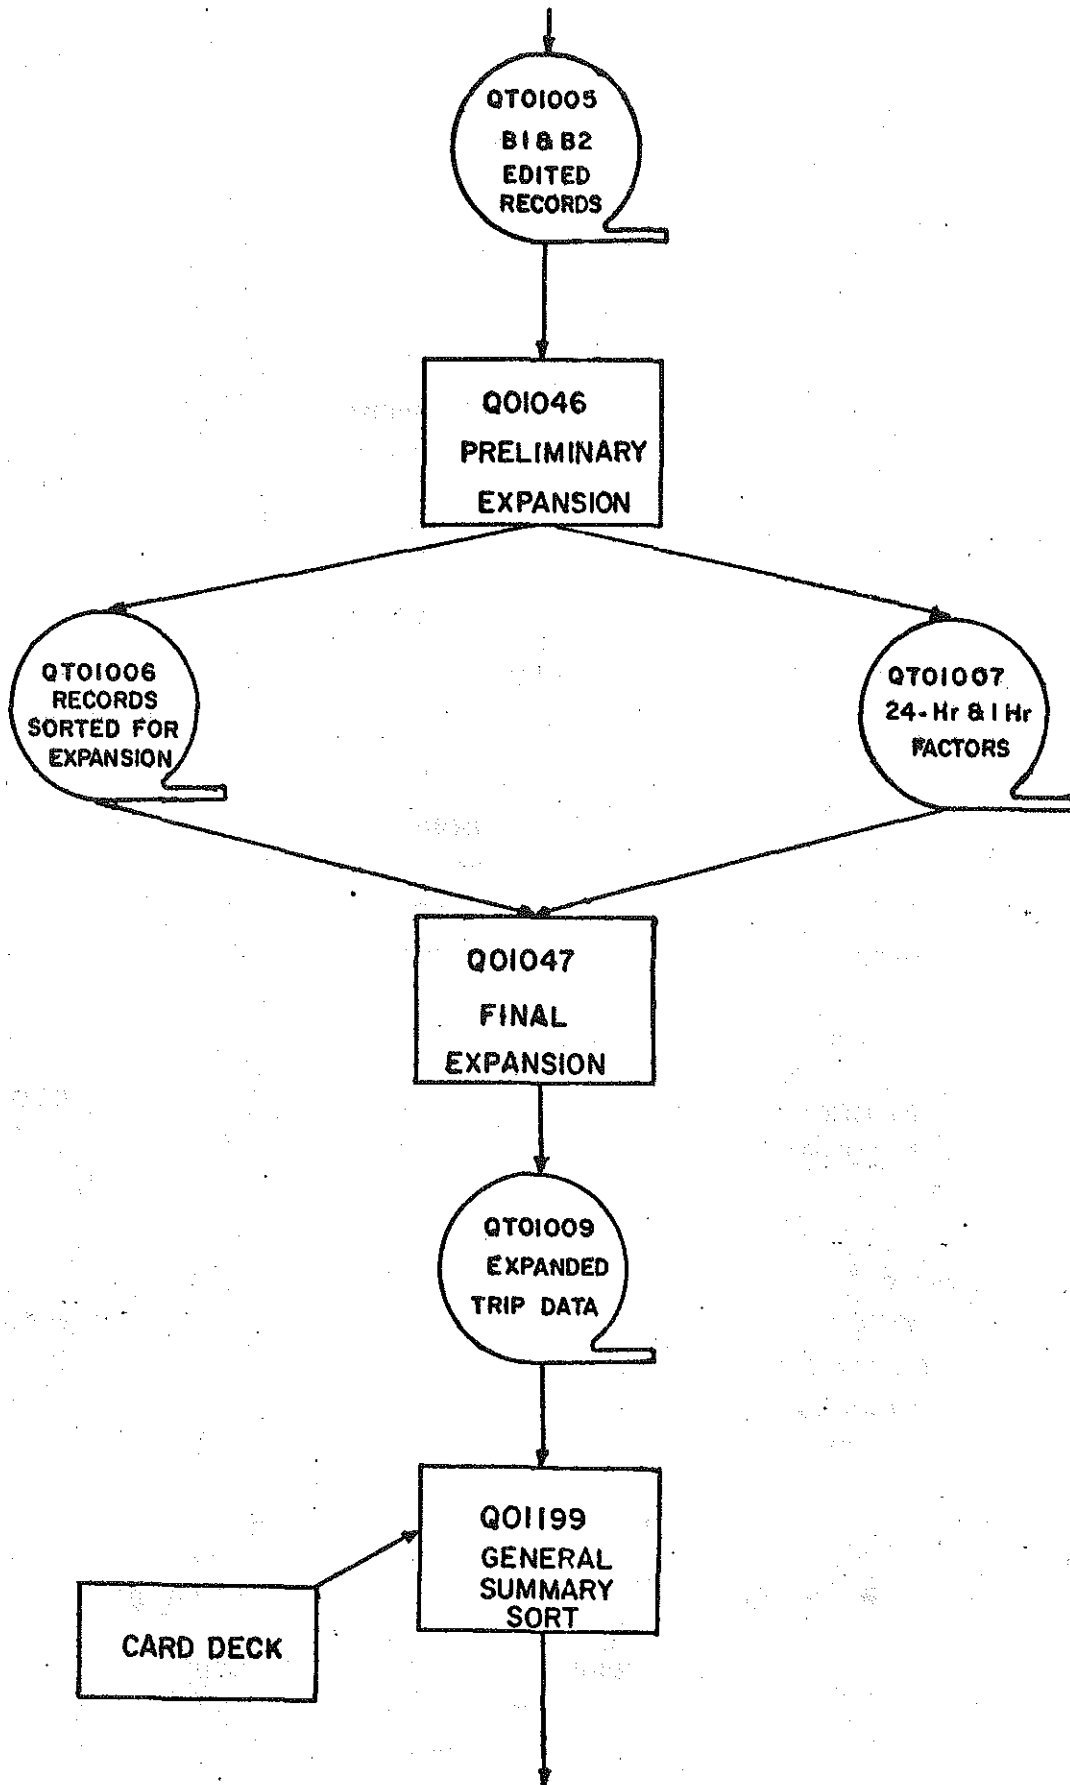 QT01005
B1 & B2
EDITED
RECORDS
Q01046
PRELIMINARY
EXPANSION
QT01006
RECORDS
SORTED FOR
EXPANSION
QT01007
24-Hr & 1 Hr
FACTORS
Q01047
FINAL
EXPANSION
QT01009
EXPANDED
TRIP DATA
Q01199
GENERAL
SUMMARY
SORT
CARD DECK